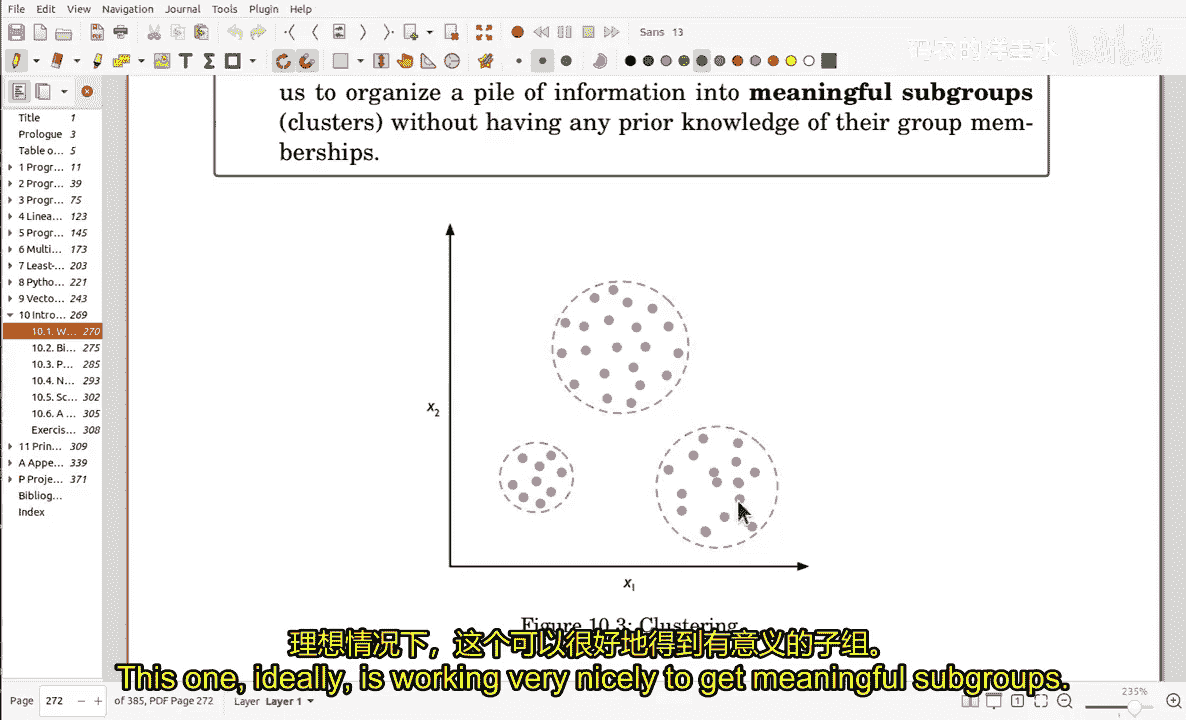 File Edit View Navigation Journal Tools Plugin Help
Sans 13
us to organize a pile of information into meaningful subgroups
(clusters) without having any prior knowledge of their group mem-
berships.
Title 1
Prologue 3
Table o... 5
1 Progr... 11
2 Progr... 39
3 Progr... 75
4 Linea... 123
5 Progr... 145
6 Multi... 173
7 Least-... 203
8 Pytho... 221
9 Vecto... 243
10 Intro... 269
10.1. W... 270
10.2. Bi... 275
10.3. P... 285
10.4. N... 293
10.5. Sc... 302
10.6. A ... 305
Exercis... 308
11 Prin... 309
A Appe... 339
P Proje... 371
Bibliog...
Index
x2
x1
Figure 10.3: Clustering
理想情况下，这个可以很好地得到有意义的子组。
This one, ideally, is working very nicely to get meaningful subgroups.
Page 272 of 385, PDF Page 272 Layer Layer 1 235%